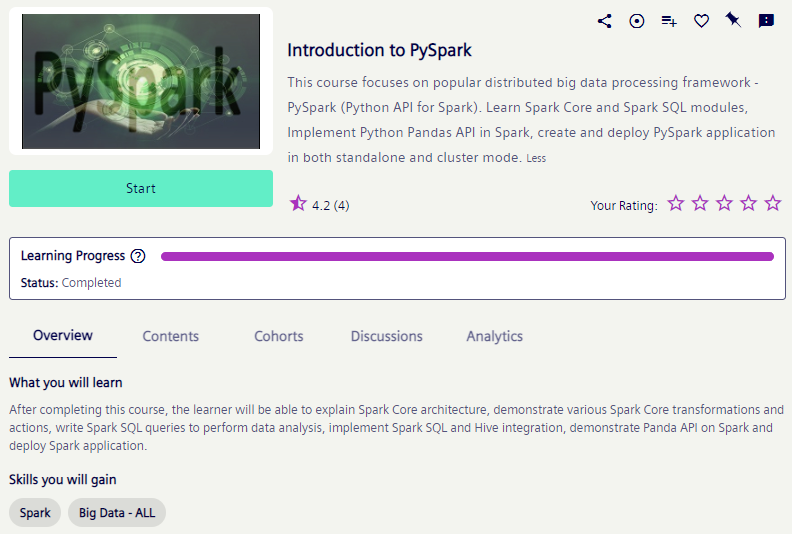 PySpark
Introduction to PySpark
This course focuses on popular distributed big data processing framework -
PySpark (Python API for Spark). Learn Spark Core and Spark SQL modules,
Implement Python Pandas API in Spark, create and deploy PySpark application
in both standalone and cluster mode. Less
Start
4.2 (4)
Your Rating:
Learning Progress ?
Status: Completed
Overview Contents Cohorts Discussions Analytics
What you will learn
After completing this course, the learner will be able to explain Spark Core architecture, demonstrate various Spark Core transformations and
actions, write Spark SQL queries to perform data analysis, implement Spark SQL and Hive integration, demonstrate Panda API on Spark and
deploy Spark application.
Skills you will gain
Spark Big Data - ALL